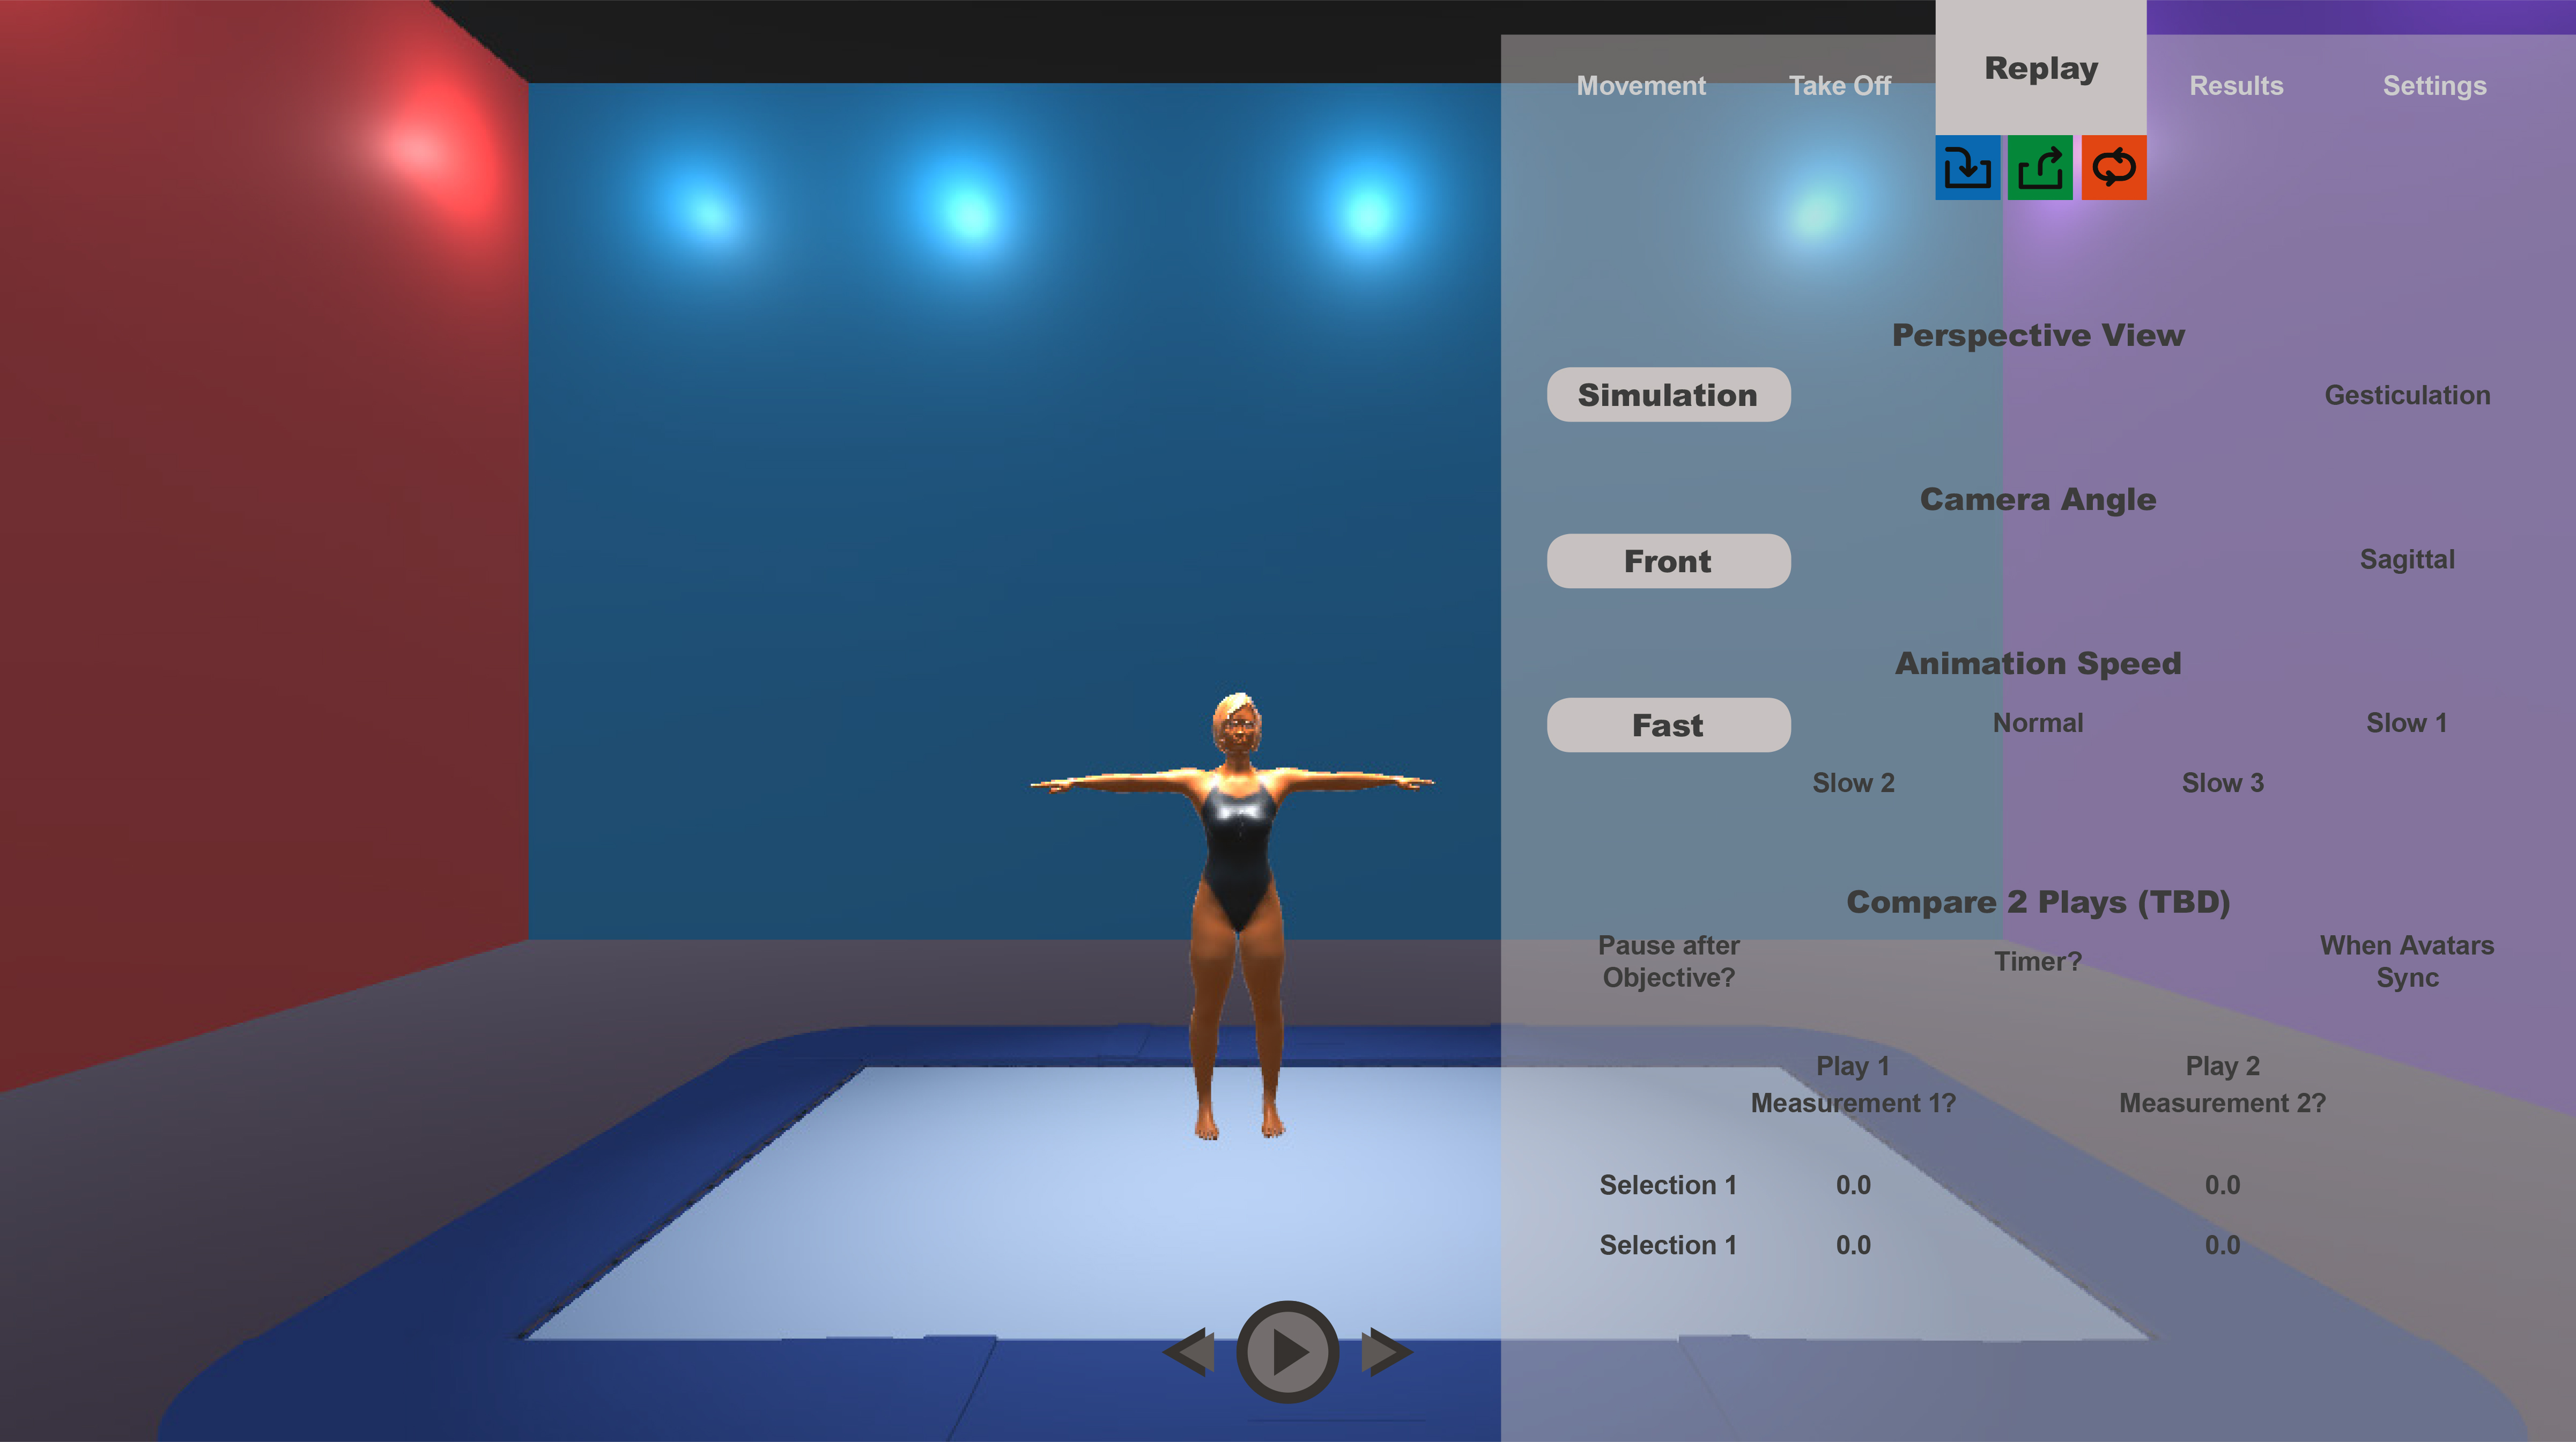 Movement Take Off Replay Results Settings
Perspective View
Simulation Gesticulation
Camera Angle
Front Sagittal
Animation Speed
Fast Normal Slow 1
Slow 2 Slow 3
Compare 2 Plays (TBD)
Pause after
Objective?
Timer?
When Avatars
Sync
Play 1 Play 2
Measurement 1? Measurement 2?
Selection 1 0.0 0.0
Selection 1 0.0 0.0